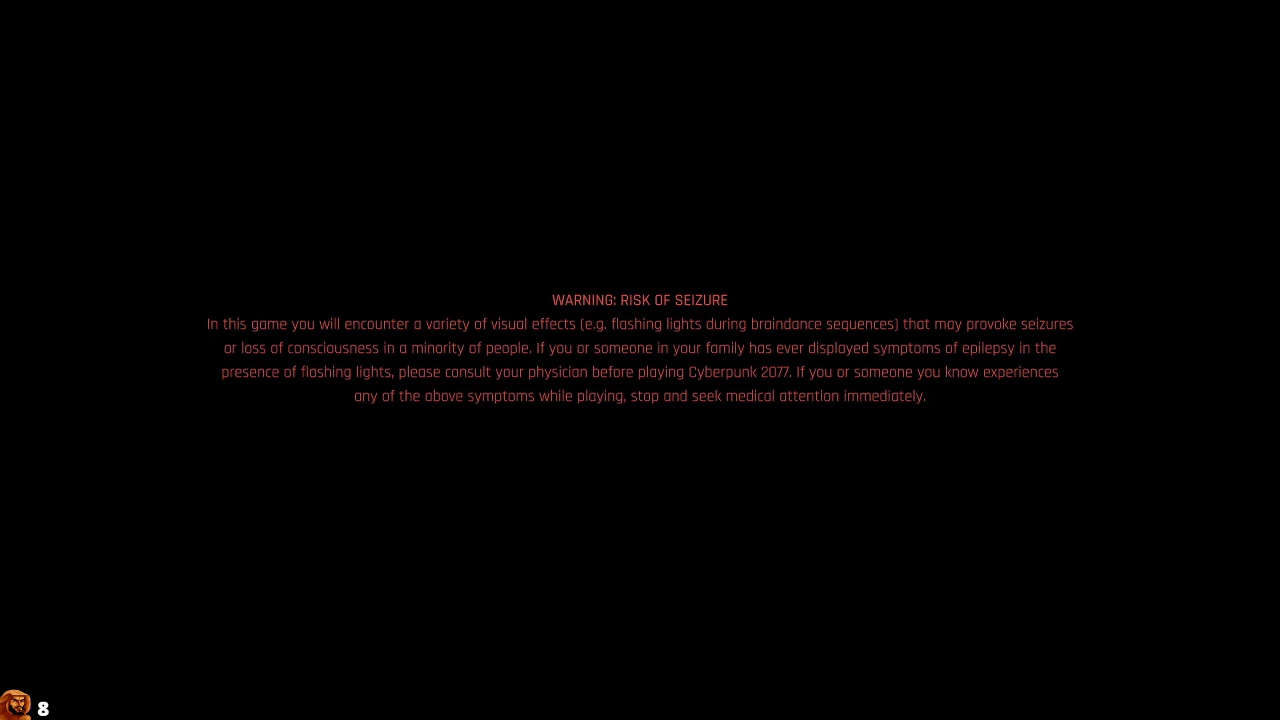 WARNING: RISK OF SEIZURE
In this game you will encounter a variety of visual effects (e.g. flashing lights during braindance sequences) that may provoke seizures
or loss of consciousness in a minority of people. If you or someone in your family has ever displayed symptoms of epilepsy in the
presence of flashing lights, please consult your physician before playing Cyberpunk 2077. If you or someone you know experiences
any of the above symptoms while playing, stop and seek medical attention immediately.
8